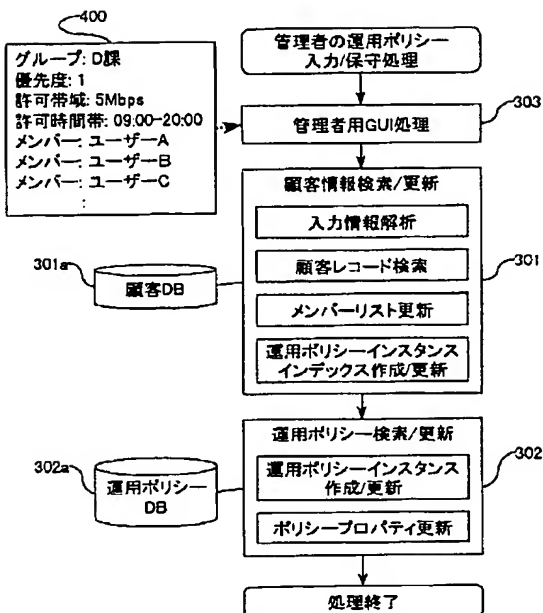 400
グループ: D課
優先度: 1
許可帯域: 5Mbps
許可時間帯: 09:00-20:00
メンバー: ユーザーA
メンバー: ユーザーB
メンバー: ユーザーC
:
管理者の運用ポリシー
入力/保守処理
303
管理者用GUI処理
顧客情報検索/更新
入力情報解析
顧客レコード検索
メンバーリスト更新
運用ポリシーインスタンス
インデックス作成/更新
301
301a
顧客DB
運用ポリシー検索/更新
運用ポリシーインスタンス
作成/更新
ポリシープロパティ更新
302
302a
運用ポリシー
DB
処理終了